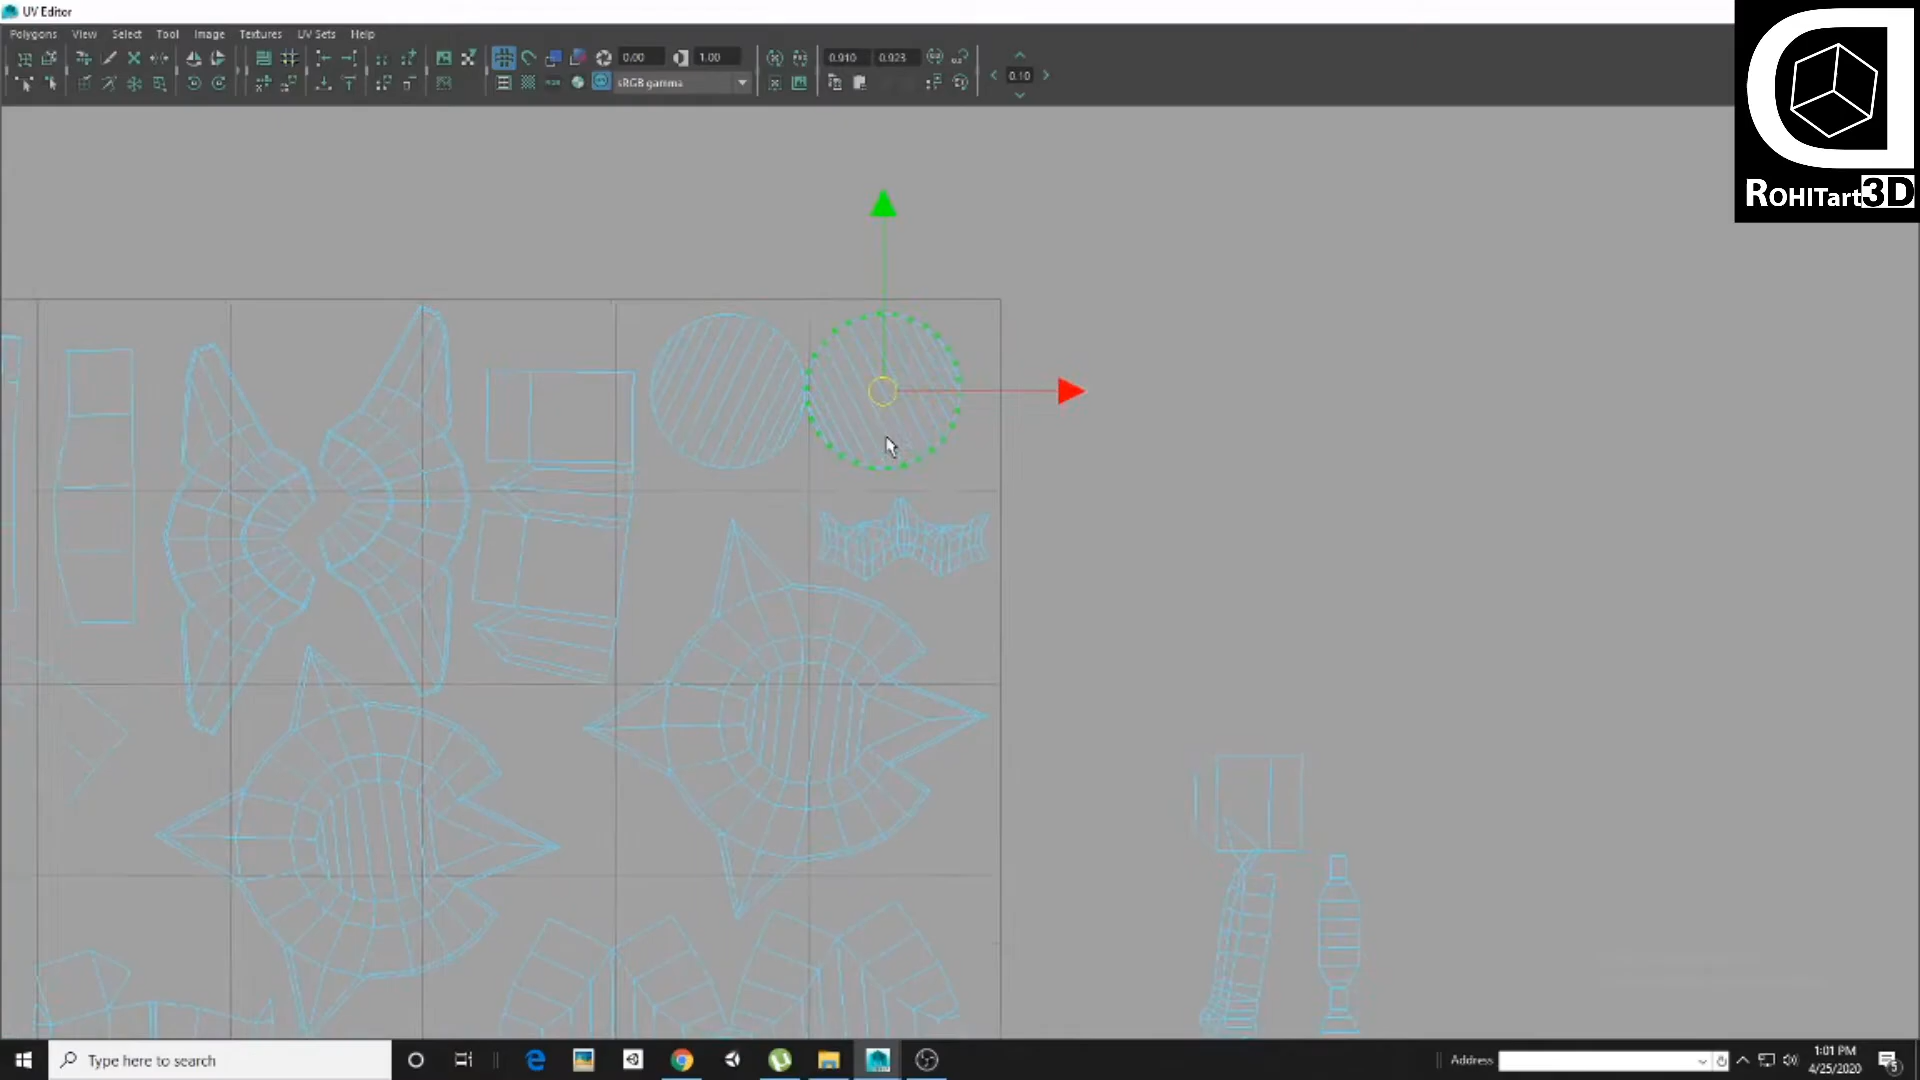 UV Editor
Polygons View Select Tool Image Textures UV Sets Help
0.00 1.00 0.910 0.923
sRGB gamma 0.10
ROHITart3D
Type here to search
Address
1:01 PM
4/25/2020
5